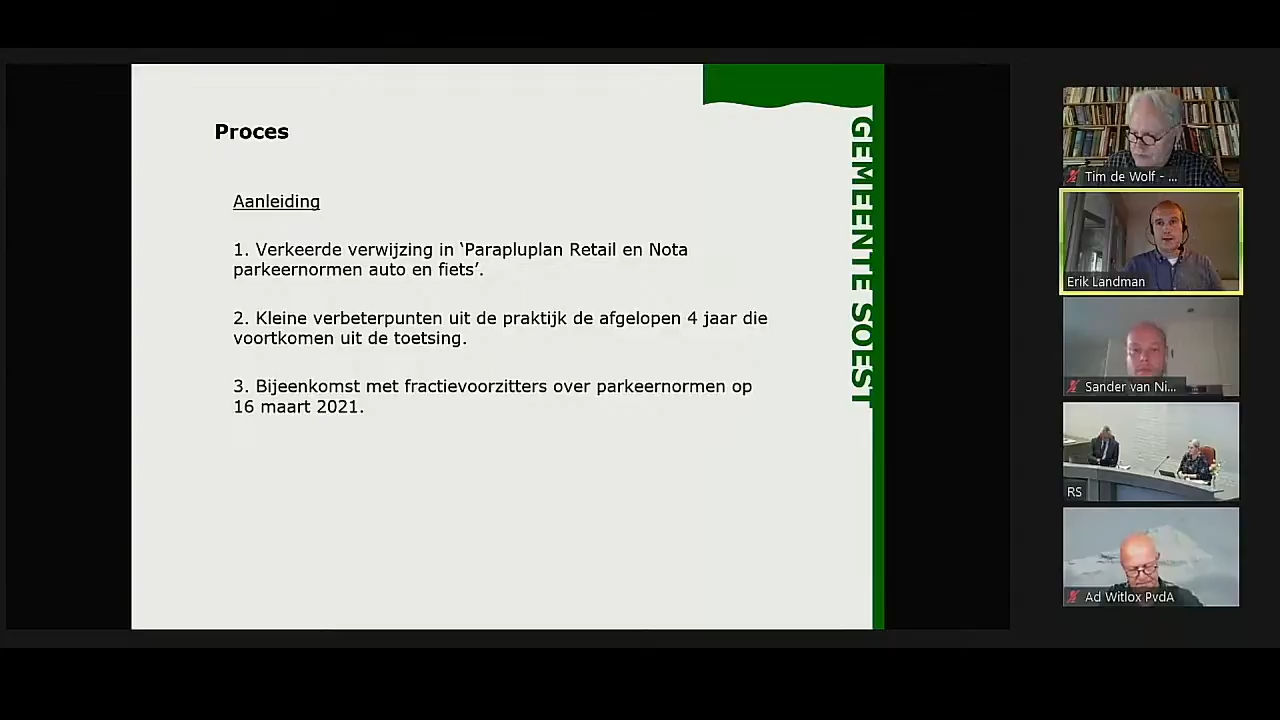 Proces
Aanleiding
1. Verkeerde verwijzing in ‘Parapluplan Retail en Nota
parkeernormen auto en fiets’.
2. Kleine verbeterpunten uit de praktijk de afgelopen 4 jaar die
voortkomen uit de toetsing.
3. Bijeenkomst met fractievoorzitters over parkeernormen op
16 maart 2021.
GEMEENTE SOEST
Tim de Wolf - ...
Erik Landman
Sander van Ni...
RS
Ad Witlox PvdA